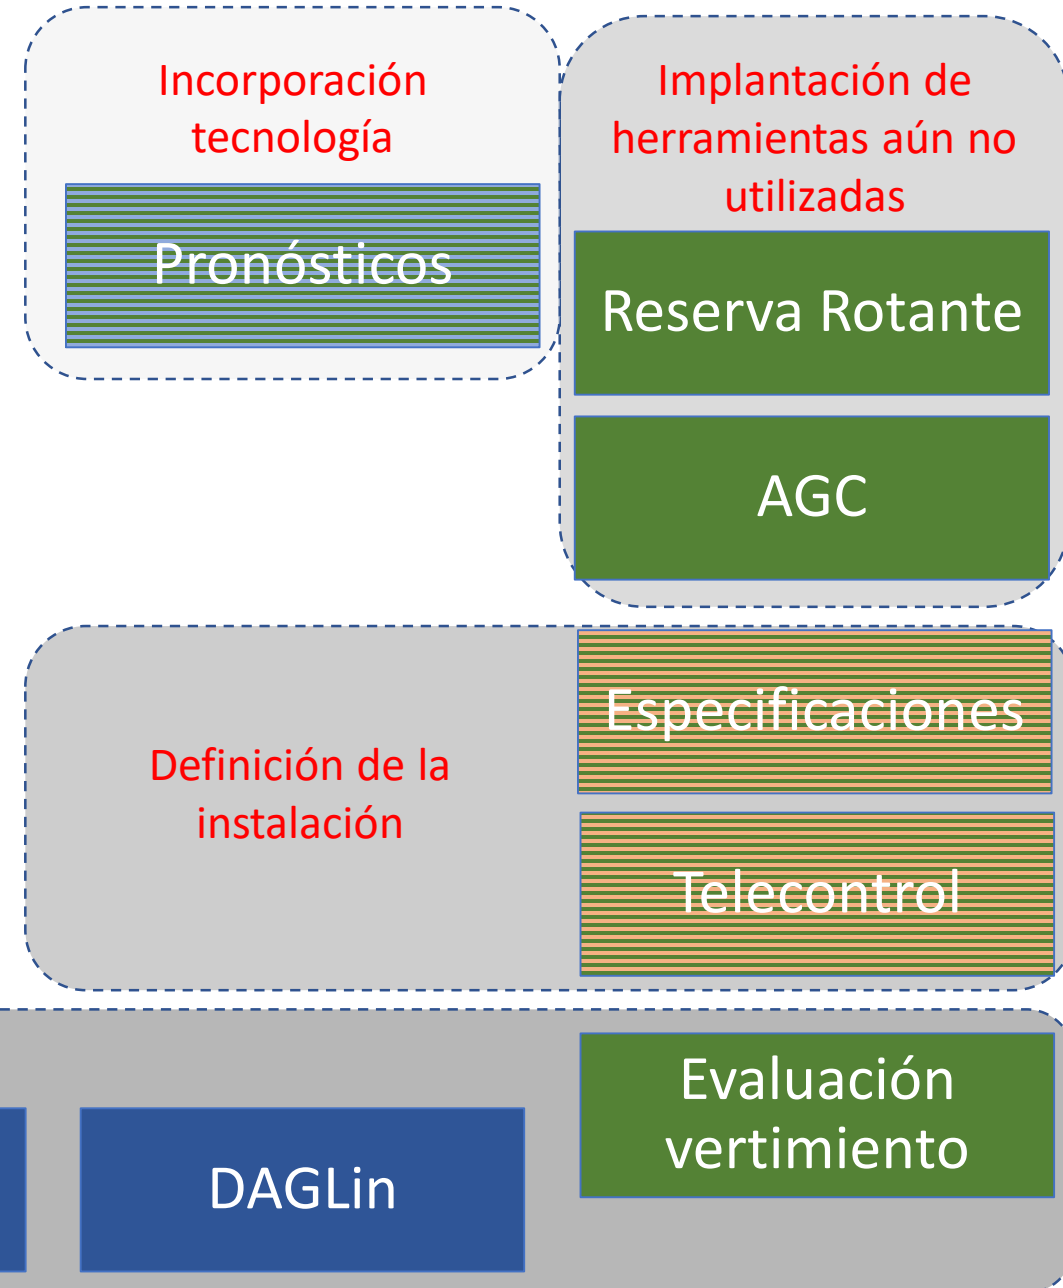 Incorporación
tecnología
Pronósticos
Implantación de
herramientas aún no
utilizadas
Reserva Rotante
AGC
Definición de la
instalación
Especificaciones
Telecontrol
DAGLin
Evaluación
vertimiento